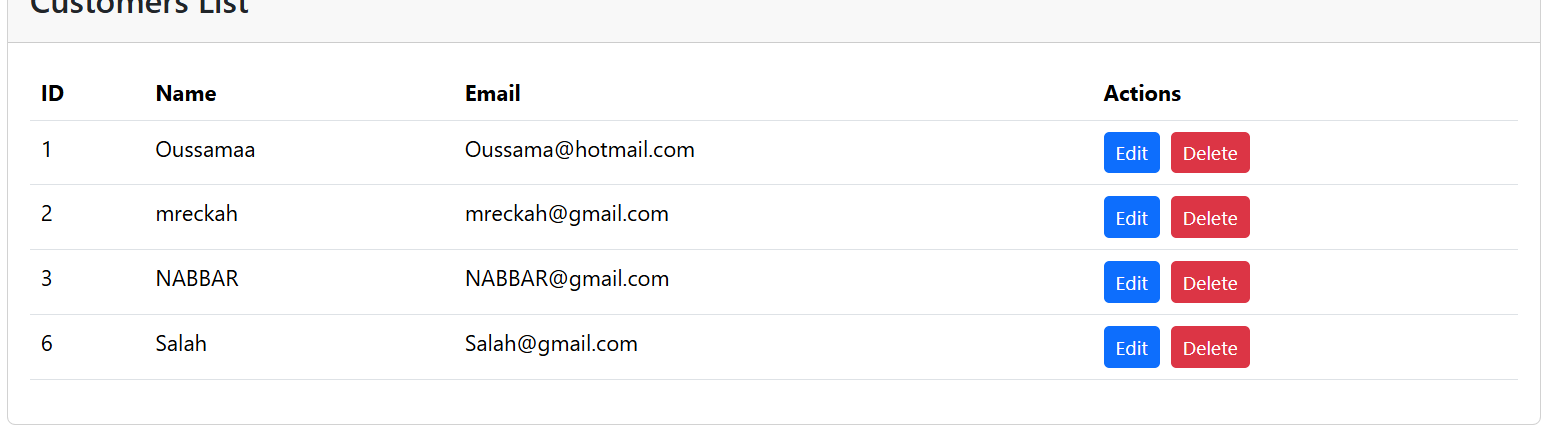 Customers List
ID Name Email Actions
1 Oussamaa Oussama@hotmail.com Edit Delete
2 mreckah mreckah@gmail.com Edit Delete
3 NABBAR NABBAR@gmail.com Edit Delete
6 Salah Salah@gmail.com Edit Delete